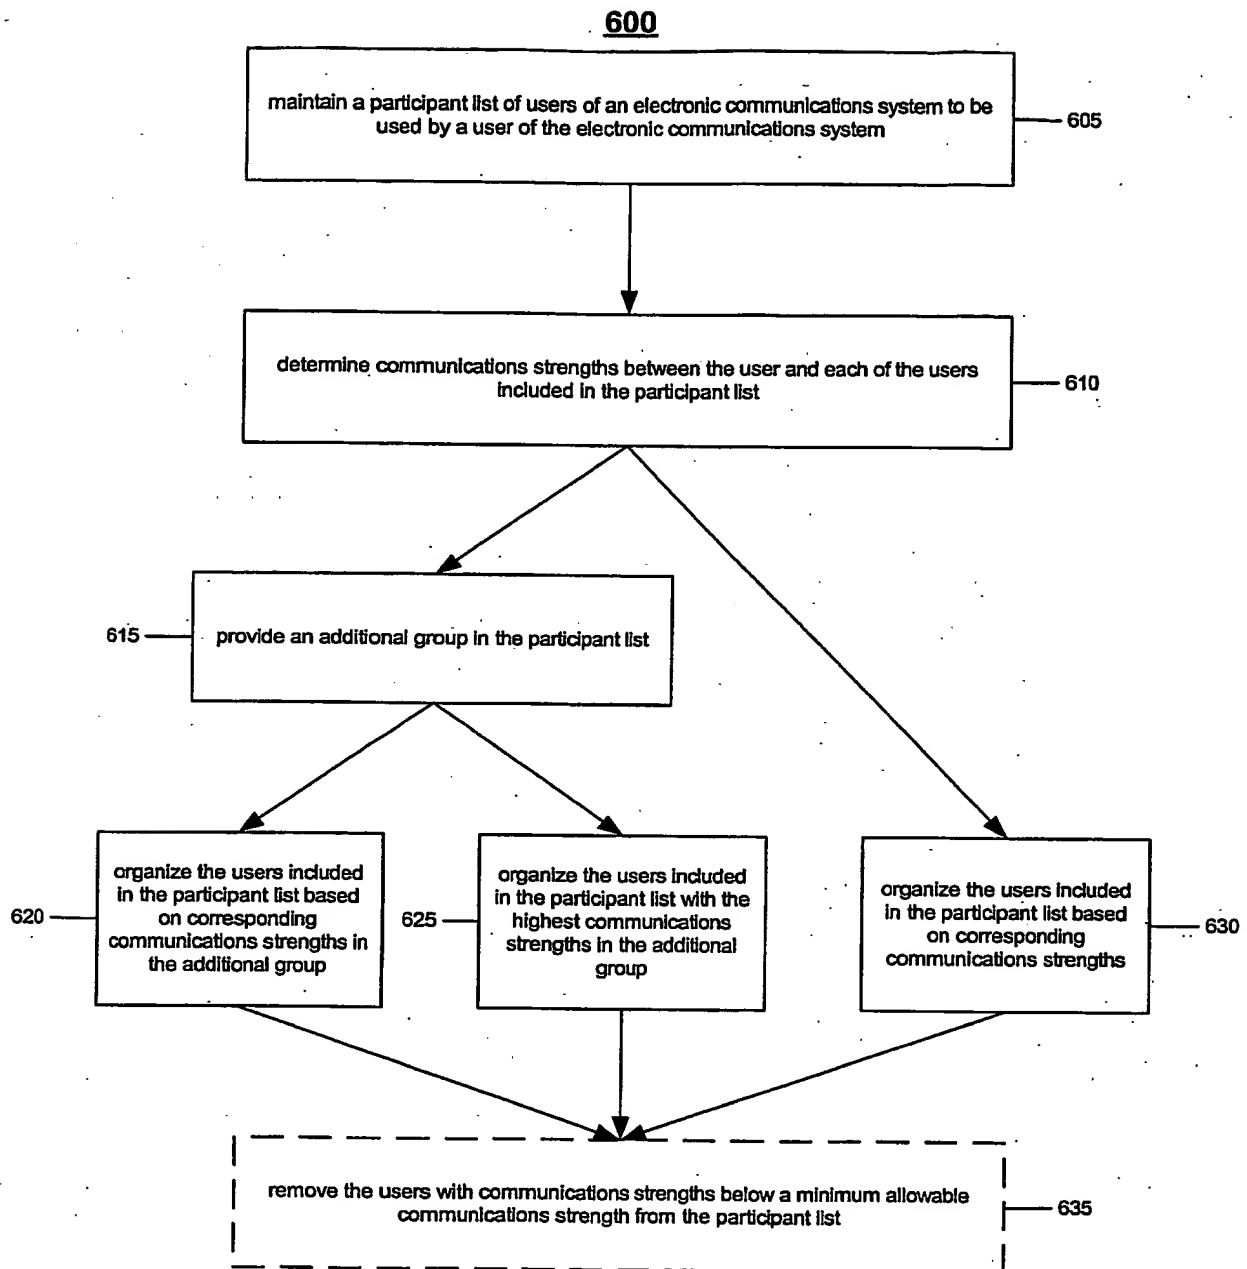 600
maintain a participant list of users of an electronic communications system to be
used by a user of the electronic communications system
605
determine communications strengths between the user and each of the users
included in the participant list
610
615
provide an additional group in the participant list
620
organize the users included
in the participant list based
on corresponding
communications strengths in
the additional group
625
organize the users included
in the participant list with the
highest communications
strengths in the additional
group
organize the users included
in the participant list based
on corresponding
communications strengths
630
remove the users with communications strengths below a minimum allowable
communications strength from the participant list
635